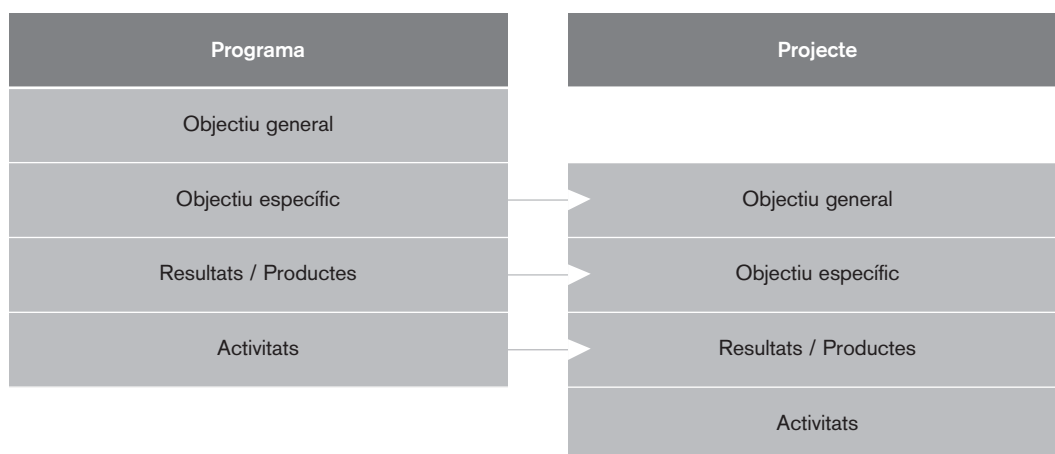 Programa
Objectiu general
Objectiu específic
Resultats / Productes
Activitats
Projecte
Objectiu general
Objectiu específic
Resultats / Productes
Activitats